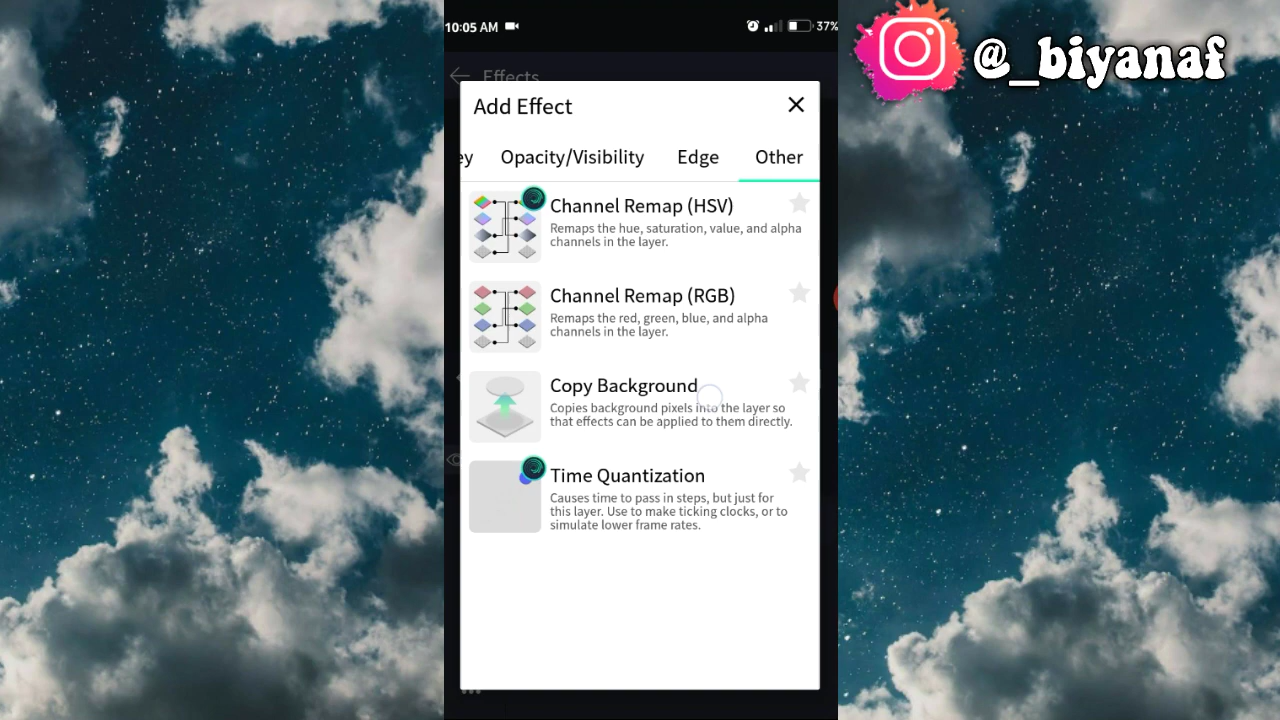 10:05 AM
37%
@_biyanaf
Effects
Add Effect
ey Opacity/Visibility Edge Other
Channel Remap (HSV)
Remaps the hue, saturation, value, and alpha
channels in the layer.
Channel Remap (RGB)
Remaps the red, green, blue, and alpha
channels in the layer.
Copy Background
Copies background pixels into the layer so
that effects can be applied to them directly.
Time Quantization
Causes time to pass in steps, but just for
this layer. Use to make ticking clocks, or to
simulate lower frame rates.